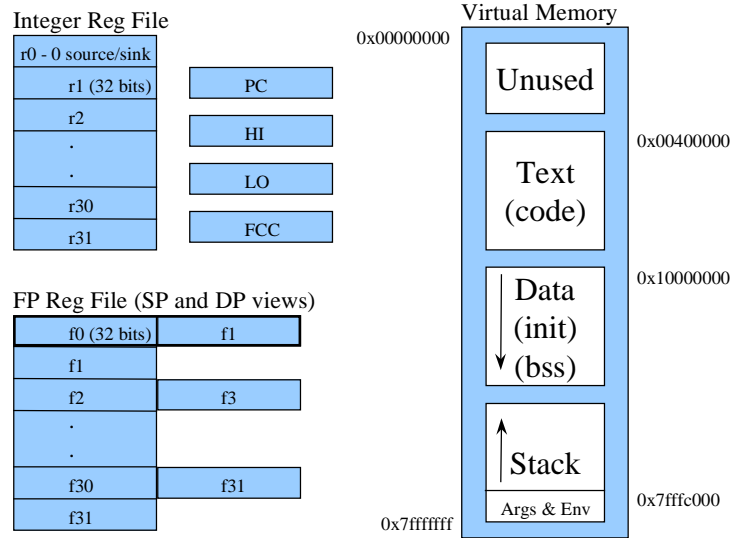 Integer Reg File
r0 - 0 source/sink
r1 (32 bits)
r2
.
.
r30
r31
PC
HI
LO
FCC
FP Reg File (SP and DP views)
f0 (32 bits)
f1
f1
f2
f3
.
.
f30
f31
f31
Virtual Memory
0x00000000
Unused
0x00400000
Text
(code)
0x10000000
Data
(init)
(bss)
Stack
Args & Env
0x7fffc000
0x7fffffff